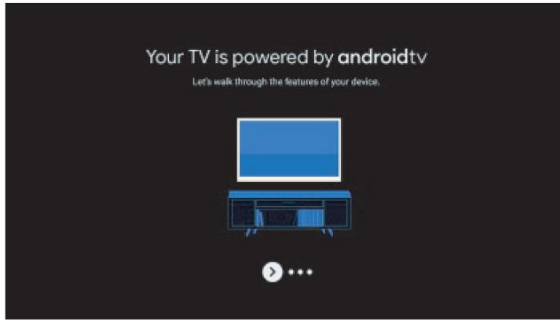 Your TV is powered by androidtv
Let's walk through the features of your device.